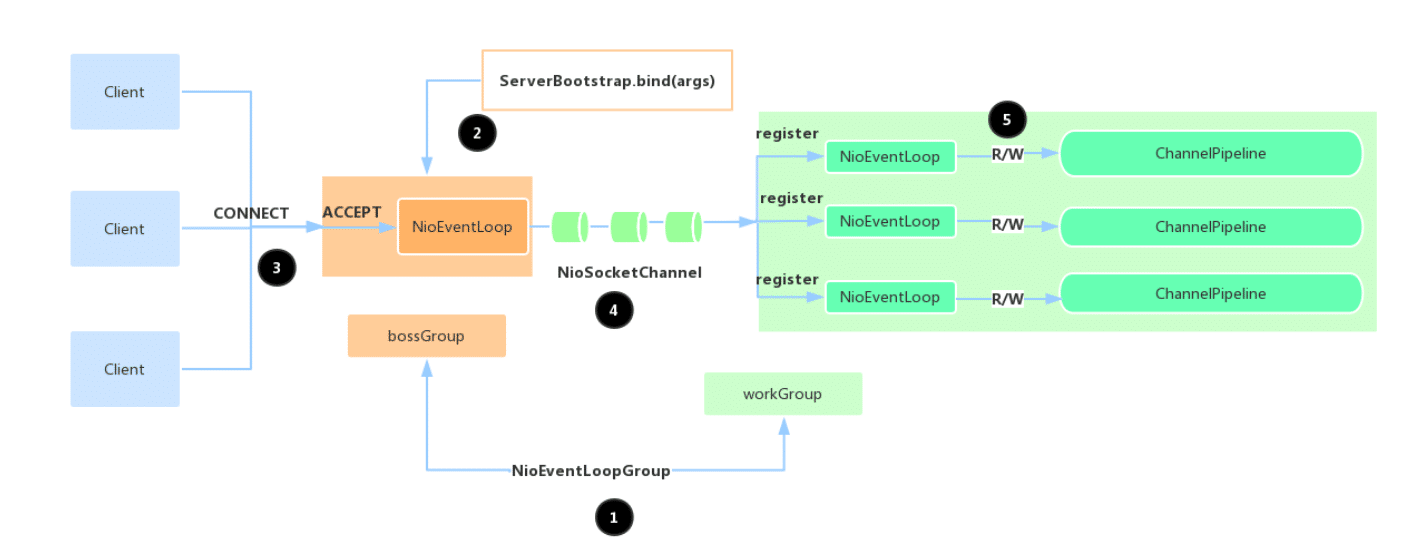 ServerBootstrap.bind(args)
Client
2
5
register
NioEventLoop
R/W
ChannelPipeline
Client
CONNECT
ACCEPT
NioEventLoop
register
NioEventLoop
R/W
ChannelPipeline
3
NioSocketChannel
4
register
NioEventLoop
R/W
ChannelPipeline
bossGroup
Client
workGroup
NioEventLoopGroup
1